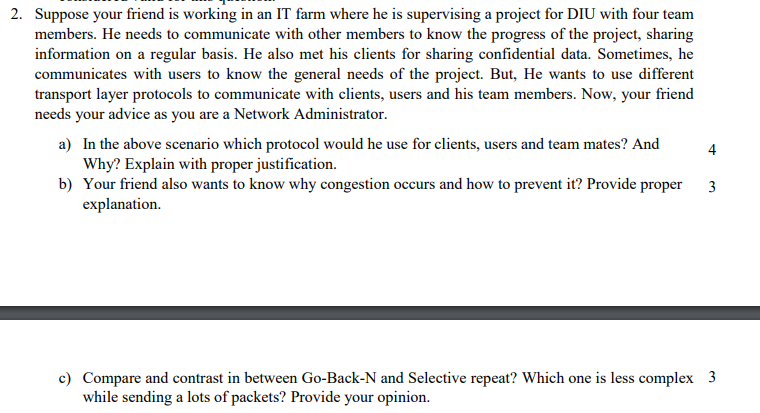 2. Suppose your friend is working in an IT farm where he is supervising a project for DIU with four team
members. He needs to communicate with other members to know the progress of the project, sharing
information on a regular basis. He also met his clients for sharing confidential data. Sometimes, he
communicates with users to know the general needs of the project. But, He wants to use different
transport layer protocols to communicate with clients, users and his team members. Now, your friend
needs your advice as you are a Network Administrator.
a) In the above scenario which protocol would he use for clients, users and team mates? And 4
Why? Explain with proper justification.
b) Your friend also wants to know why congestion occurs and how to prevent it? Provide proper 3
explanation.
c) Compare and contrast in between Go-Back-N and Selective repeat? Which one is less complex 3
while sending a lots of packets? Provide your opinion.